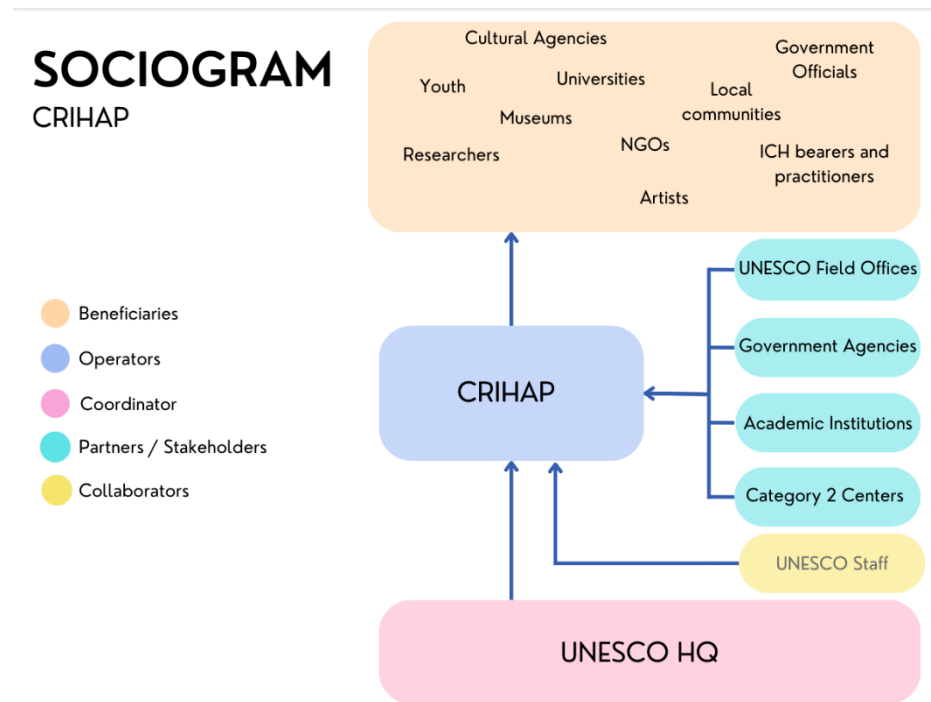 SOCIOGRAM
CRIHAP
Cultural Agencies
Government
Officials
Youth
Universities
Local
communities
Museums
NGOs
Researchers
ICH bearers and
practitioners
Artists
Beneficiaries
Operators
Coordinator
Partners / Stakeholders
Collaborators
CRIHAP
UNESCO Field Offices
Government Agencies
Academic Institutions
Category 2 Centers
UNESCO Staff
UNESCO HQ